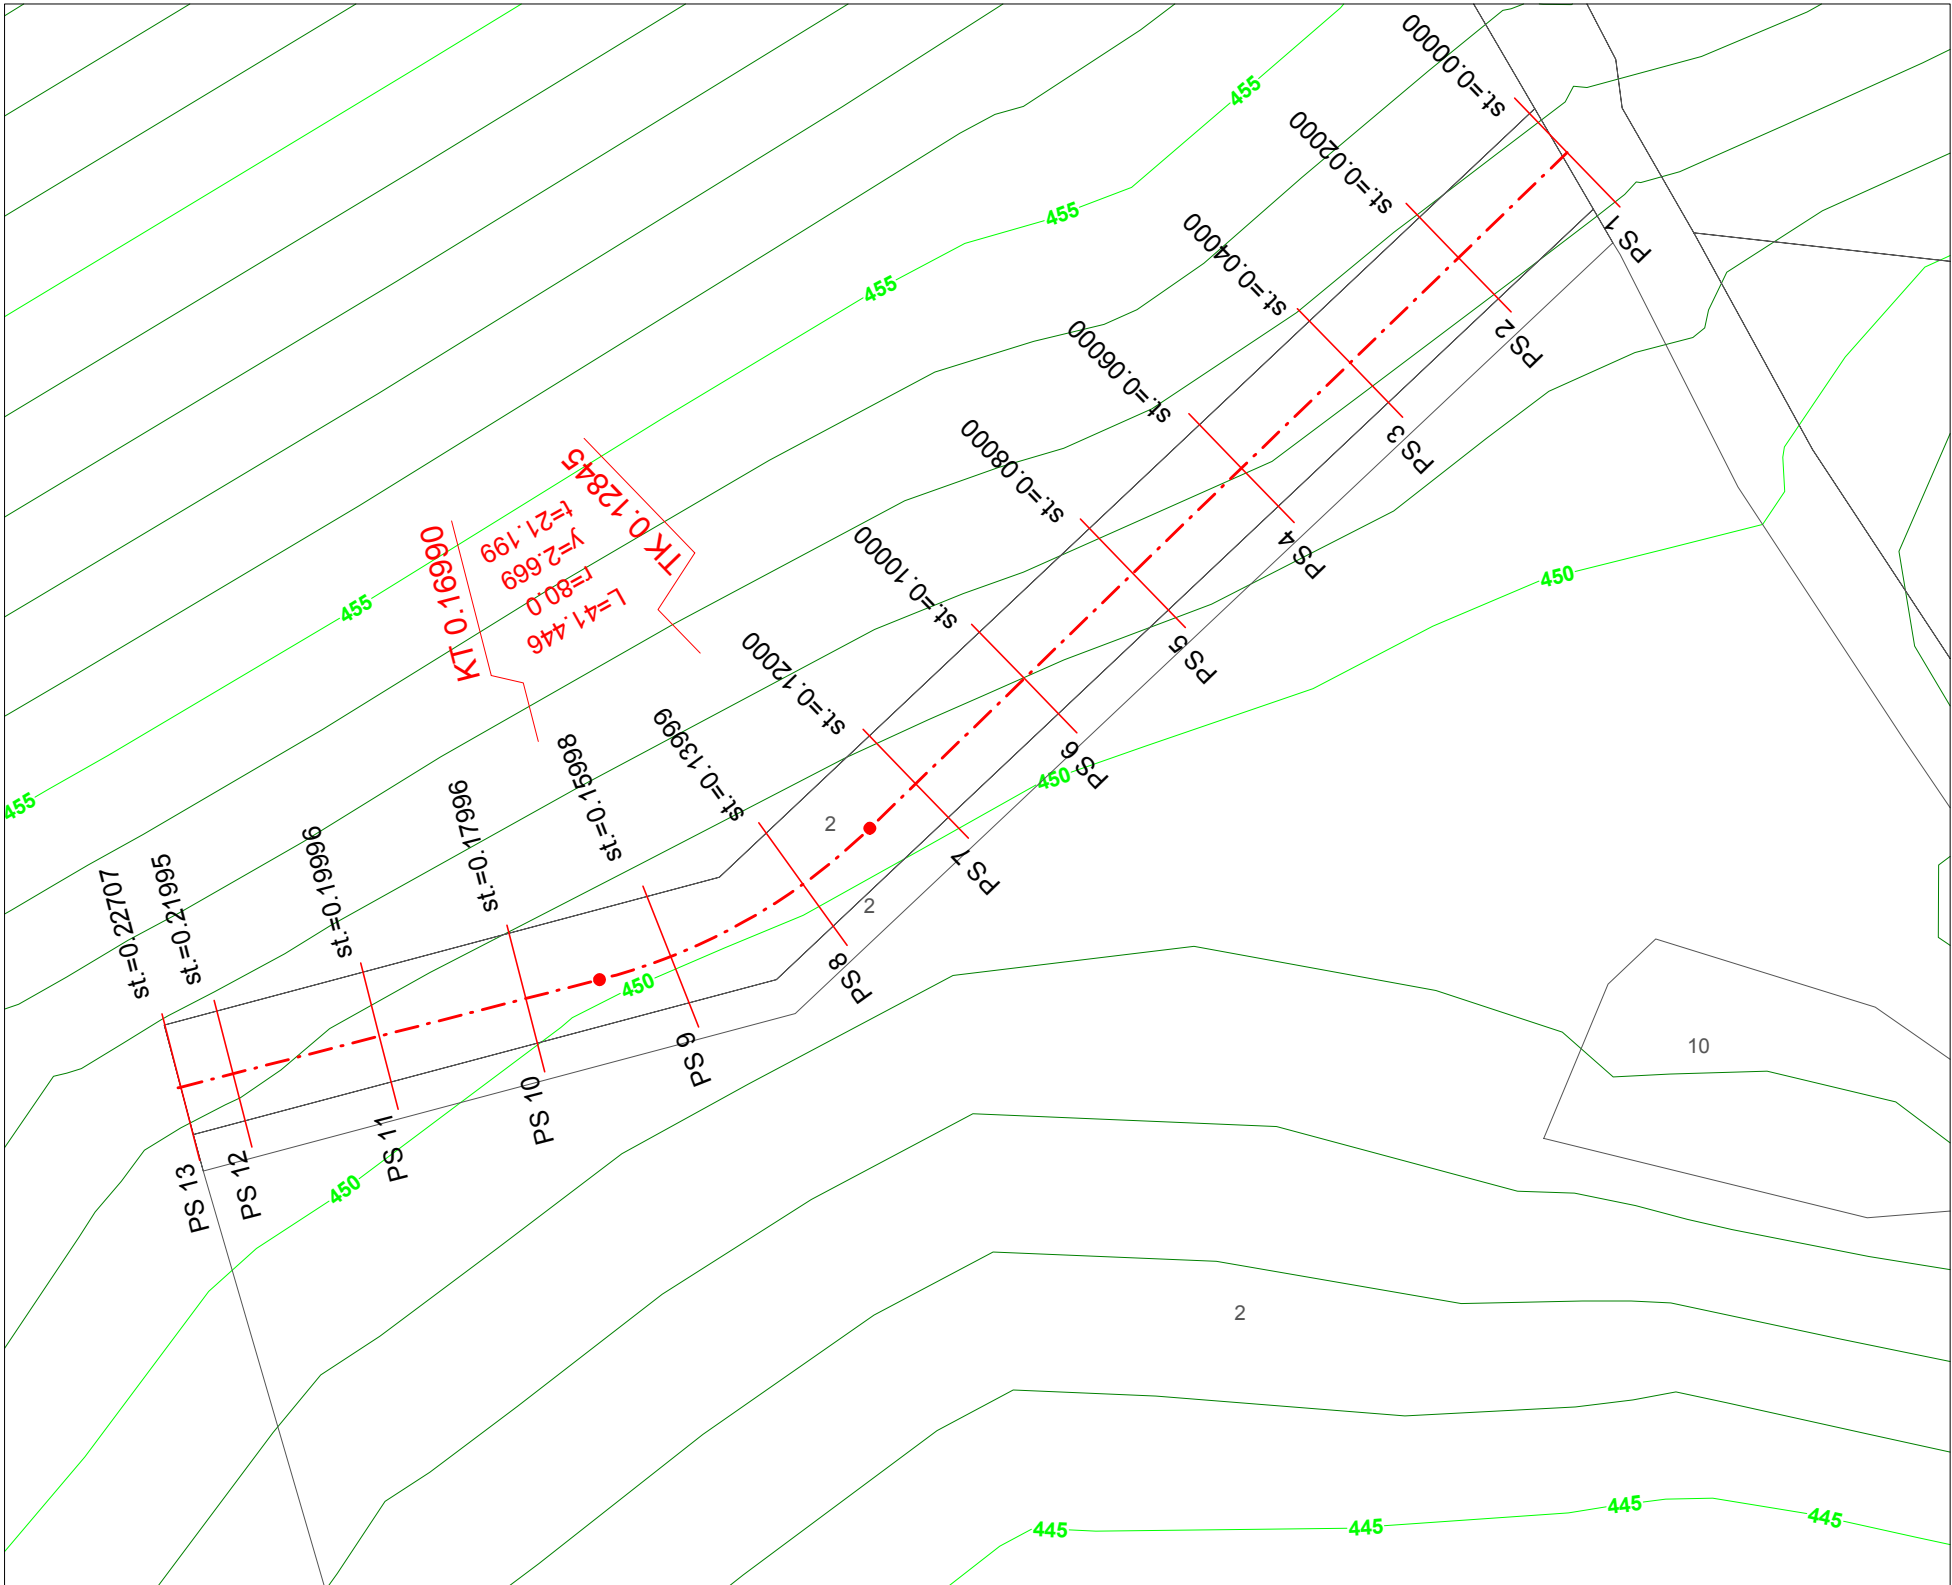 st.=0.00000
PS 1
st.=0.02000
PS 2
st.=0.04000
PS 3
st.=0.06000
PS 4
st.=0.08000
PS 5
st.=0.10000
PS 6
st.=0.12000
PS 7
st.=0.13999
PS 8
st.=0.15998
PS 9
st.=0.17996
PS 10
st.=0.19996
PS 11
st.=0.21995
PS 12
st.=0.22707
PS 13
TK 0.12845
t=21.199
y=2.669
r=80.0
L=41.446
KT 0.16990
455
455
455
455
455
450
450
450
450
445
445
445
445
2
2
10
2